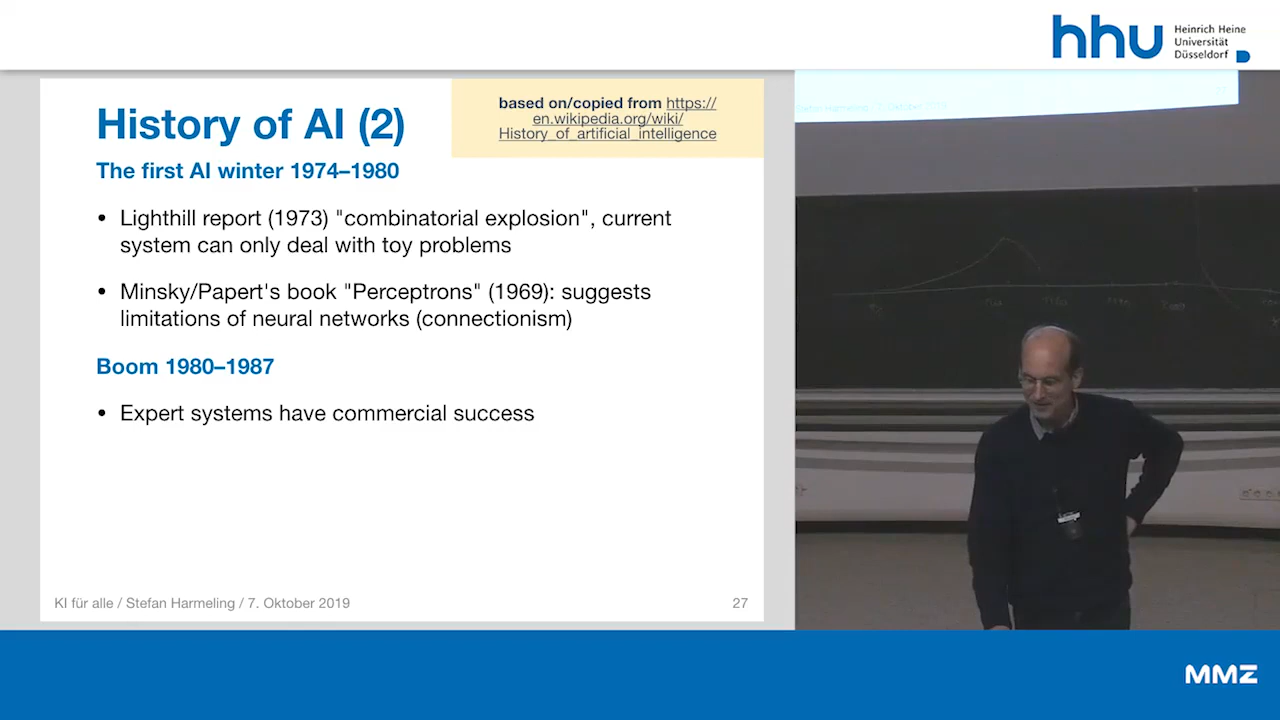 hhu
Heinrich Heine
Universität
Düsseldorf
History of AI (2)
based on/copied from https://
en.wikipedia.org/wiki/
History_of_artificial_intelligence
The first AI winter 1974–1980
• Lighthill report (1973) "combinatorial explosion", current
system can only deal with toy problems
• Minsky/Papert's book "Perceptrons" (1969): suggests
limitations of neural networks (connectionism)
Boom 1980–1987
• Expert systems have commercial success
KI für alle / Stefan Harmeling / 7. Oktober 2019
27
MMZ